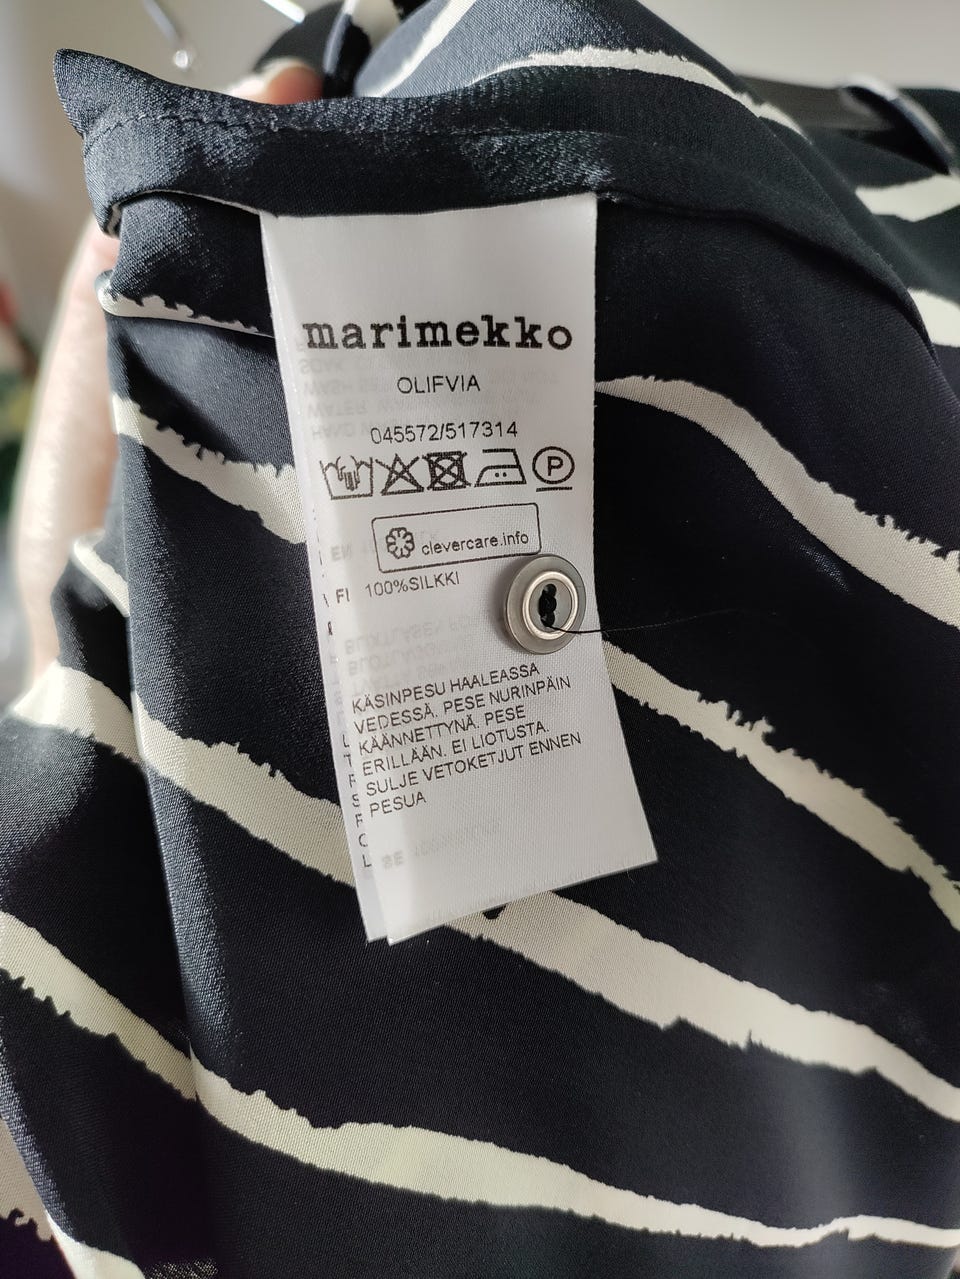 marimekko
OLIFVIA
045572/517314
P
clevercare.info
FI 100%SILKKI
KÄSINPESU HAALEASSA
VEDESSÄ. PESE NURINPÄIN
KÄÄNNETTYNÄ. PESE
ERILLÄÄN. EI LIOTUSTA.
SULJE VETOKETJUT ENNEN
PESUA
SE